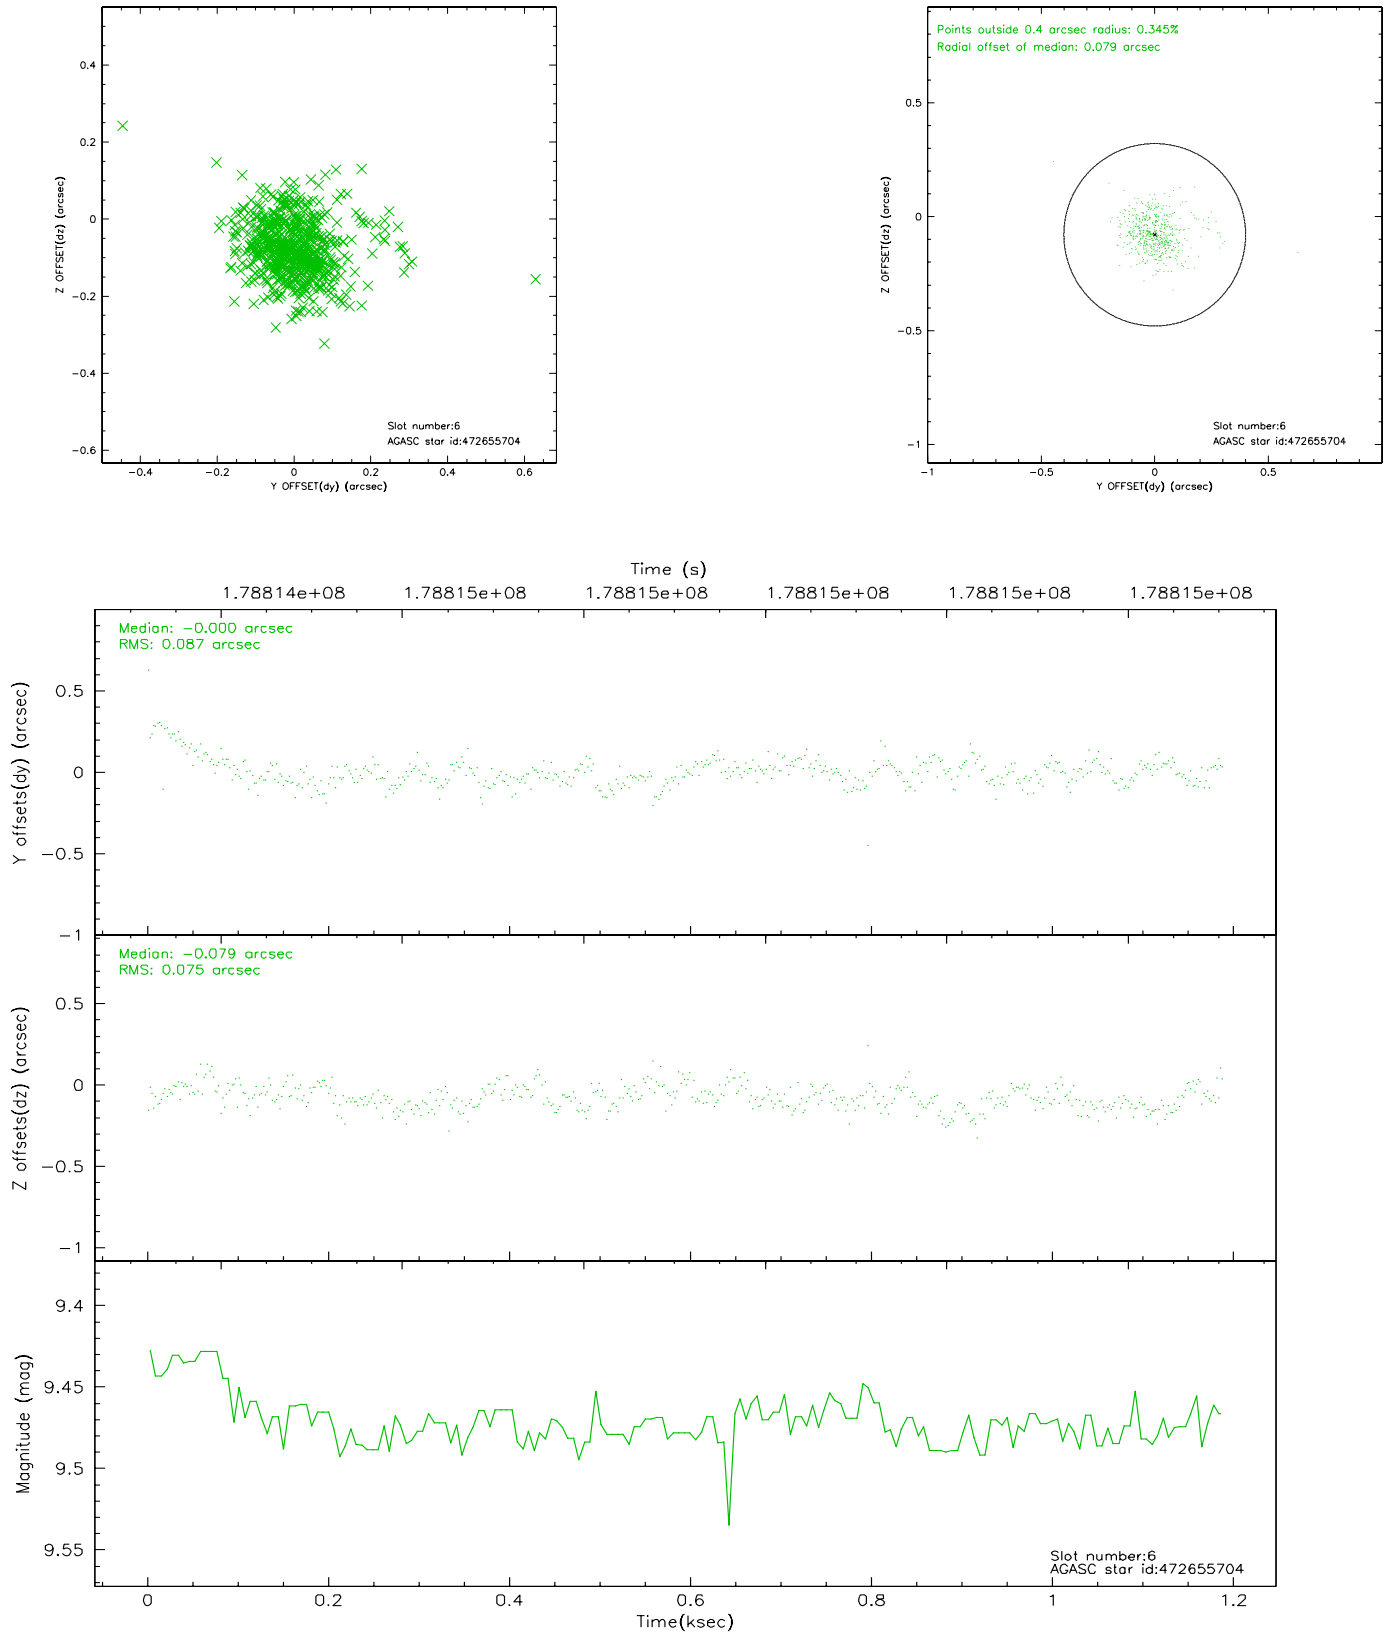 0.4
0.2
0
−0.2
−0.4
−0.6
Z OFFSET(dz) (arcsec)
−0.4 −0.2 0 0.2 0.4 0.6
Y OFFSET(dy) (arcsec)
Slot number:6
AGASC star id:472655704
Points outside 0.4 arcsec radius: 0.345%
Radial offset of median: 0.079 arcsec
0.5
0
−0.5
−1
Z OFFSET(dz) (arcsec)
−1 −0.5 0 0.5
Y OFFSET(dy) (arcsec)
Slot number:6
AGASC star id:472655704
Time (s)
1.78814e+08 1.78815e+08 1.78815e+08 1.78815e+08 1.78815e+08 1.78815e+08
Median: −0.000 arcsec
RMS: 0.087 arcsec
0.5
0
−0.5
−1
Y offsets(dy) (arcsec)
Median: −0.079 arcsec
RMS: 0.075 arcsec
0.5
0
−0.5
−1
Z offsets(dz) (arcsec)
9.4
9.45
9.5
9.55
Magnitude (mag)
Slot number:6
AGASC star id:472655704
0 0.2 0.4 0.6 0.8 1 1.2
Time(ksec)